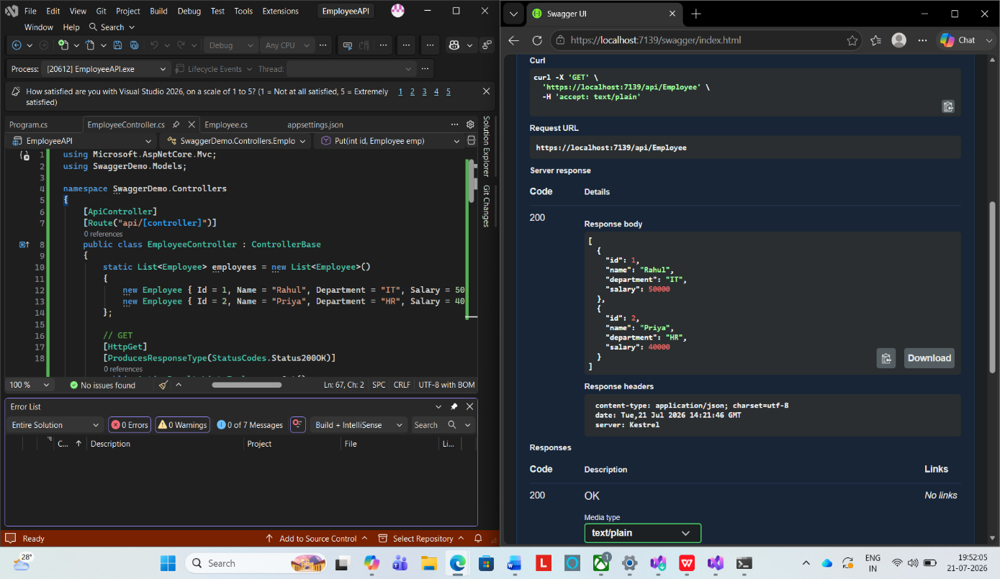 File Edit View Git Project Build Debug Test Tools Extensions EmployeeAPI
Window Help Search
Debug Any CPU
Process: [20612] EmployeeAPI.exe Lifecycle Events Thread:
How satisfied are you with Visual Studio 2026, on a scale of 1 to 5? (1 = Not at all satisfied, 5 = Extremely satisfied) 1 2 3 4 5
Program.cs EmployeeController.cs Employee.cs appsettings.json
EmployeeAPI SwaggerDemo.Controllers.Emplo Put(int id, Employee emp)
1 using Microsoft.AspNetCore.Mvc;
2 using SwaggerDemo.Models;
3
4 namespace SwaggerDemo.Controllers
5 {
6 [ApiController]
7 [Route("api/[controller]")]
0 references
8 public class EmployeeController : ControllerBase
9 {
10 static List<Employee> employees = new List<Employee>()
11 {
12 new Employee { Id = 1, Name = "Rahul", Department = "IT", Salary = 50
13 new Employee { Id = 2, Name = "Priya", Department = "HR", Salary = 40
14 };
15
16 // GET
17 [HttpGet]
18 [ProducesResponseType(StatusCodes.Status200OK)]
0 references
100 % No issues found Ln: 67, Ch: 2 SPC CRLF UTF-8 with BOM
Solution Explorer
Git Changes
Error List
Entire Solution 0 Errors 0 Warnings 0 of 7 Messages Build + IntelliSense Search
C... Description Project File Li...
Ready Add to Source Control Select Repository
Swagger UI
https://localhost:7139/swagger/index.html Chat
Curl
curl -X 'GET' \
'https://localhost:7139/api/Employee' \
-H 'accept: text/plain'
Request URL
https://localhost:7139/api/Employee
Server response
Code Details
200
Response body
[
{
"id": 1,
"name": "Rahul",
"department": "IT",
"salary": 50000
},
{
"id": 2,
"name": "Priya",
"department": "HR",
"salary": 40000
}
]
Download
Response headers
content-type: application/json; charset=utf-8
date: Tue,21 Jul 2026 14:21:46 GMT
server: Kestrel
Responses
Code Description Links
200 OK No links
Media type
text/plain
28° Search 1 ENG IN 19:52:05 21-07-2026